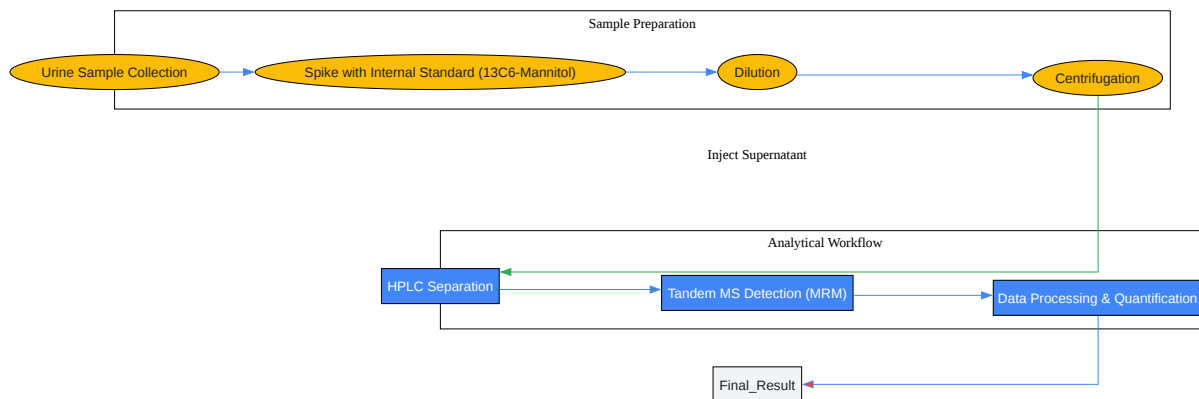 Sample Preparation
Urine Sample Collection
Spike with Internal Standard (13C6-Mannitol)
Dilution
Centrifugation
Inject Supernatant
Analytical Workflow
HPLC Separation
Tandem MS Detection (MRM)
Data Processing & Quantification
Final_Result